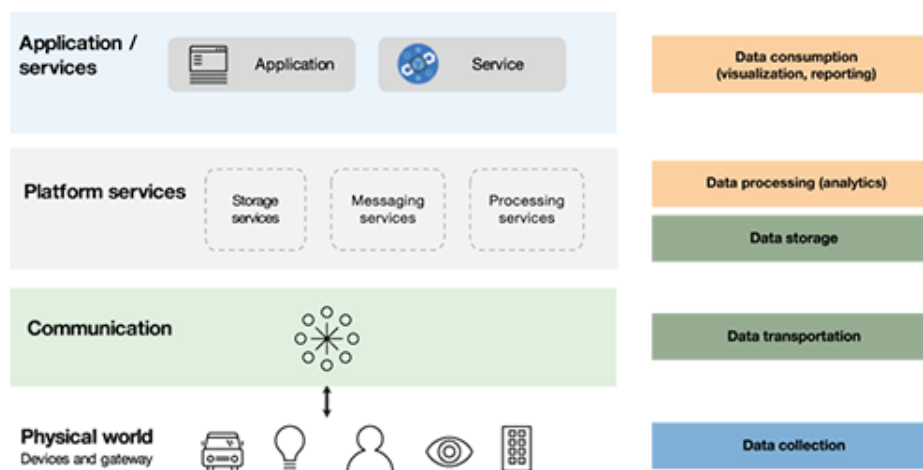 Application /
services
Application
Service
Data consumption
(visualization, reporting)
Platform services
Storage
services
Messaging
services
Processing
services
Data processing (analytics)
Data storage
Communication
Data transportation
Physical world
Devices and gateway
Data collection